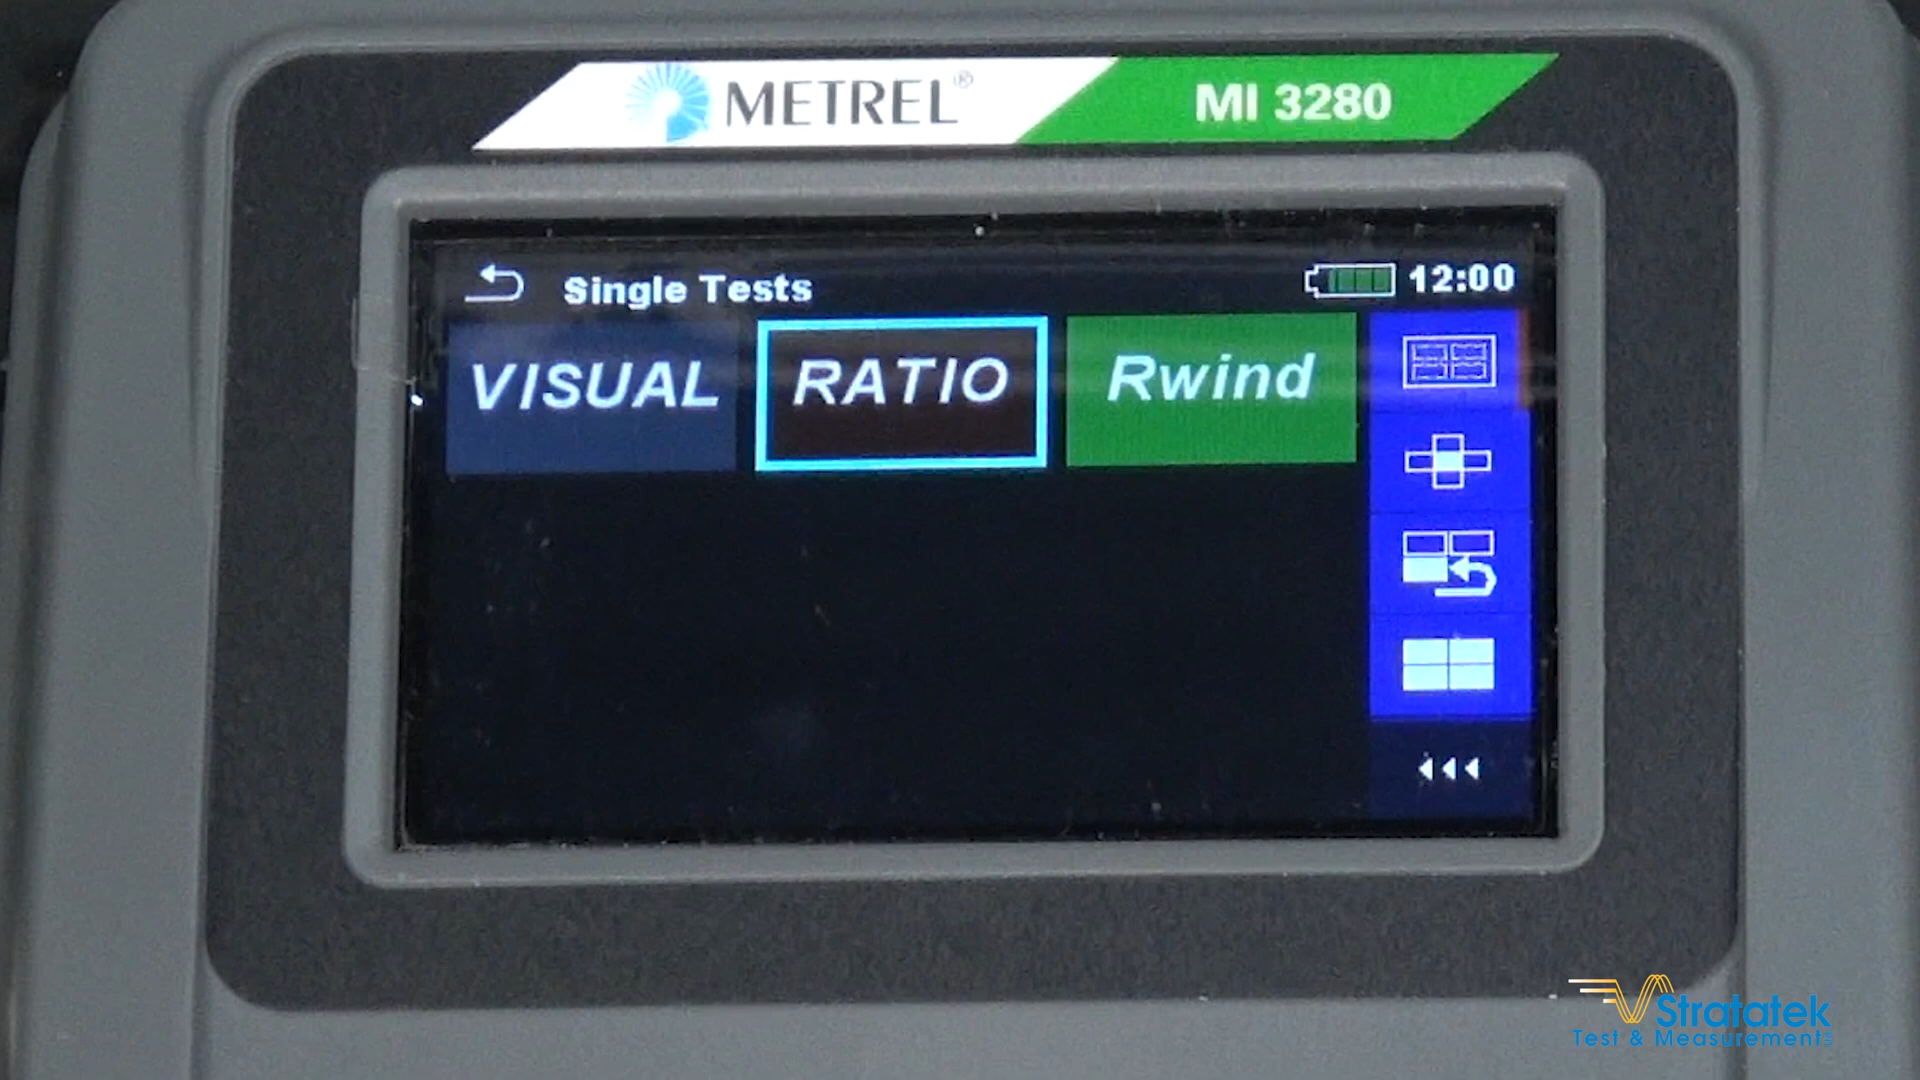 METREL®
MI 3280
Single Tests
12:00
VISUAL
RATIO
Rwind
Stratatek
Test & Measurement